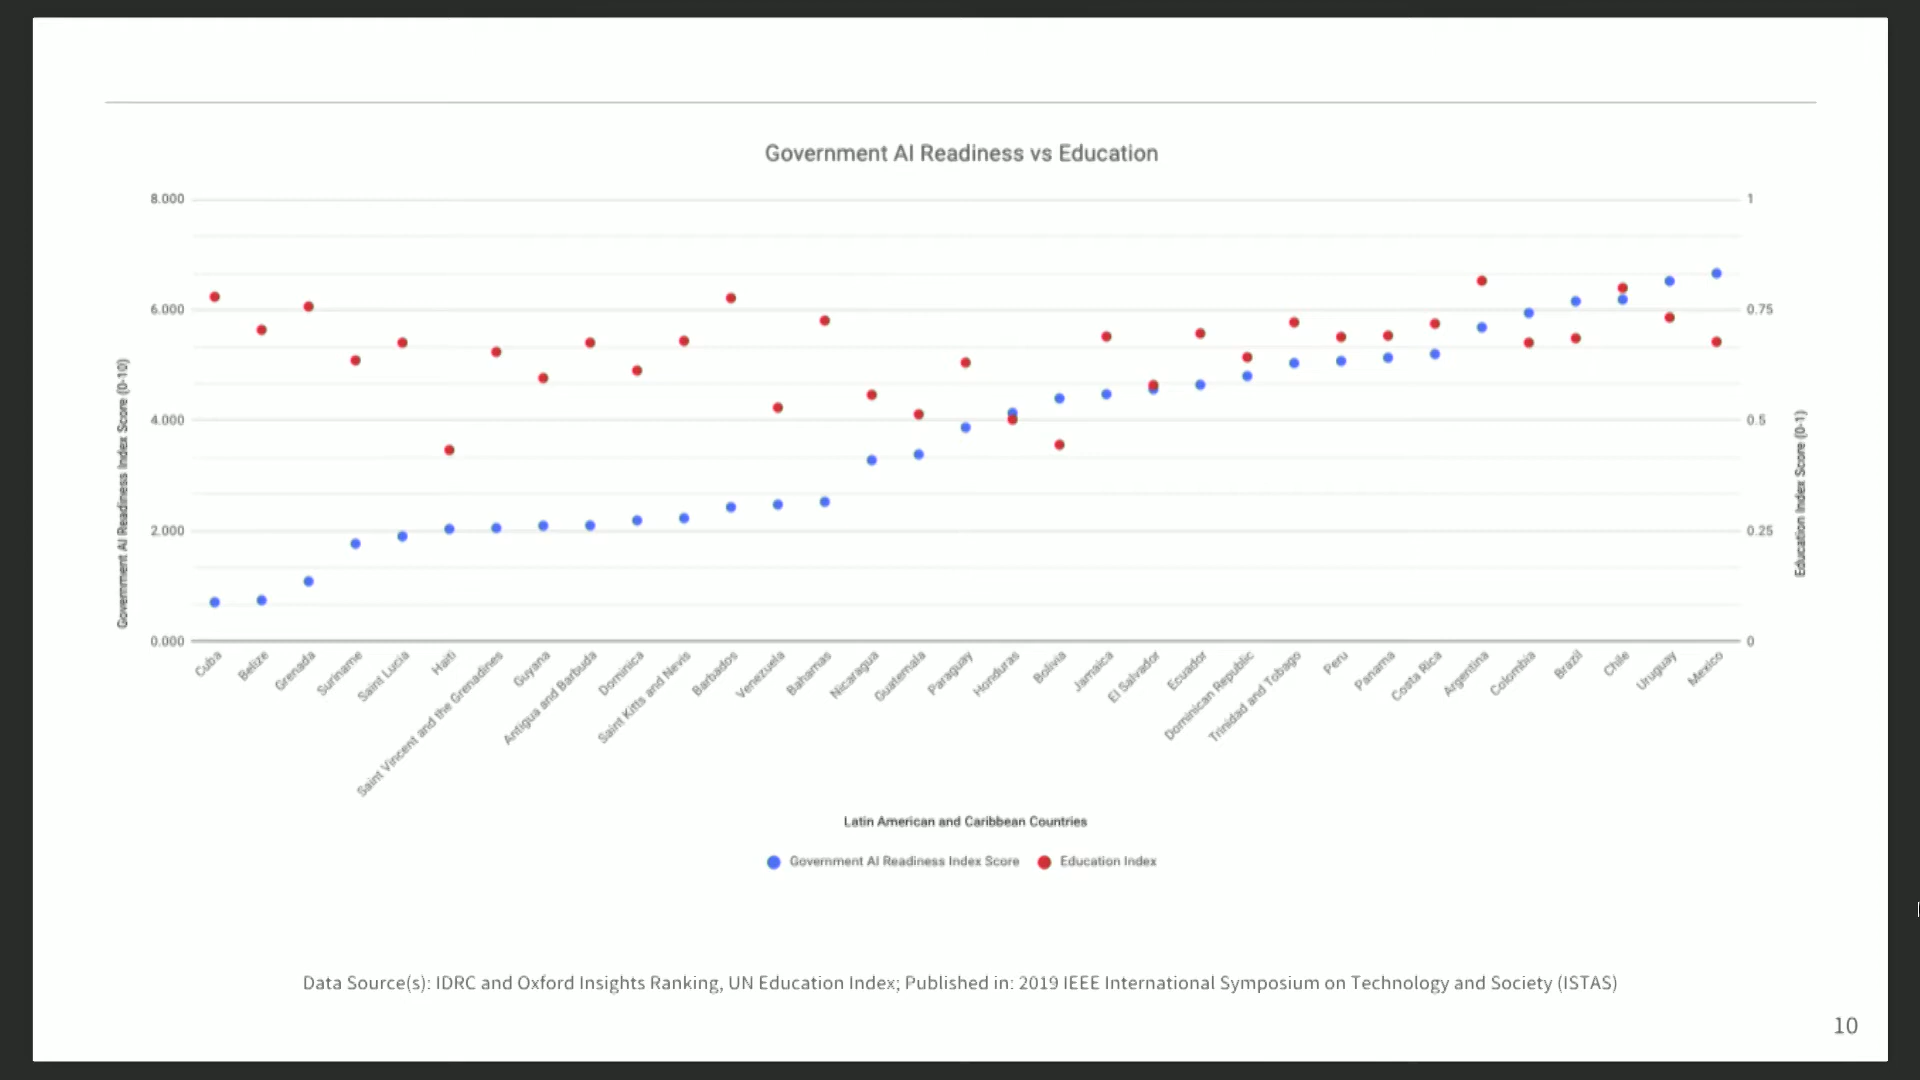 Government AI Readiness vs Education
8.000
6.000
4.000
2.000
0.000
1
0.75
0.5
0.25
0
Government AI Readiness Index Score (0-10)
Education Index Score (0-1)
Cuba
Belize
Grenada
Suriname
Saint Lucia
Haiti
Saint Vincent and the Grenadines
Guyana
Antigua and Barbuda
Dominica
Saint Kitts and Nevis
Barbados
Venezuela
Bahamas
Nicaragua
Guatemala
Paraguay
Honduras
Bolivia
Jamaica
El Salvador
Ecuador
Dominican Republic
Trinidad and Tobago
Peru
Panama
Costa Rica
Argentina
Colombia
Brazil
Chile
Uruguay
Mexico
Latin American and Caribbean Countries
Government AI Readiness Index Score
Education Index
Data Source(s): IDRC and Oxford Insights Ranking, UN Education Index; Published in: 2019 IEEE International Symposium on Technology and Society (ISTAS)
10